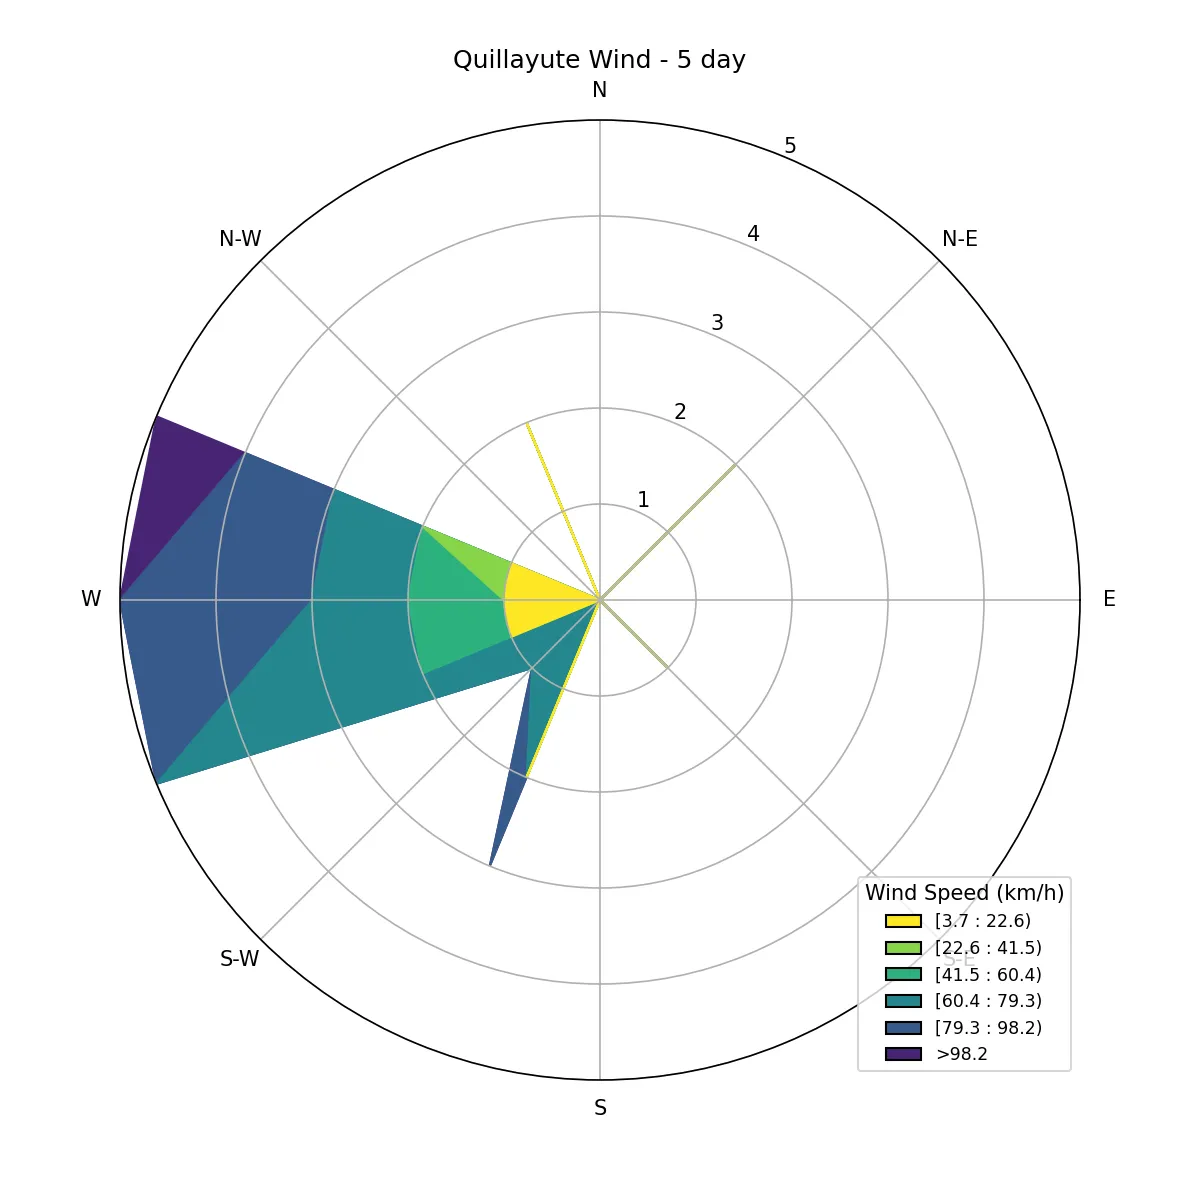 Quillayute Wind - 5 day
N
5
N-W
4
N-E
3
2
1
W
E
S-W
S-E
S
Wind Speed (km/h)
[3.7 : 22.6)
[22.6 : 41.5)
[41.5 : 60.4)
[60.4 : 79.3)
[79.3 : 98.2)
>98.2